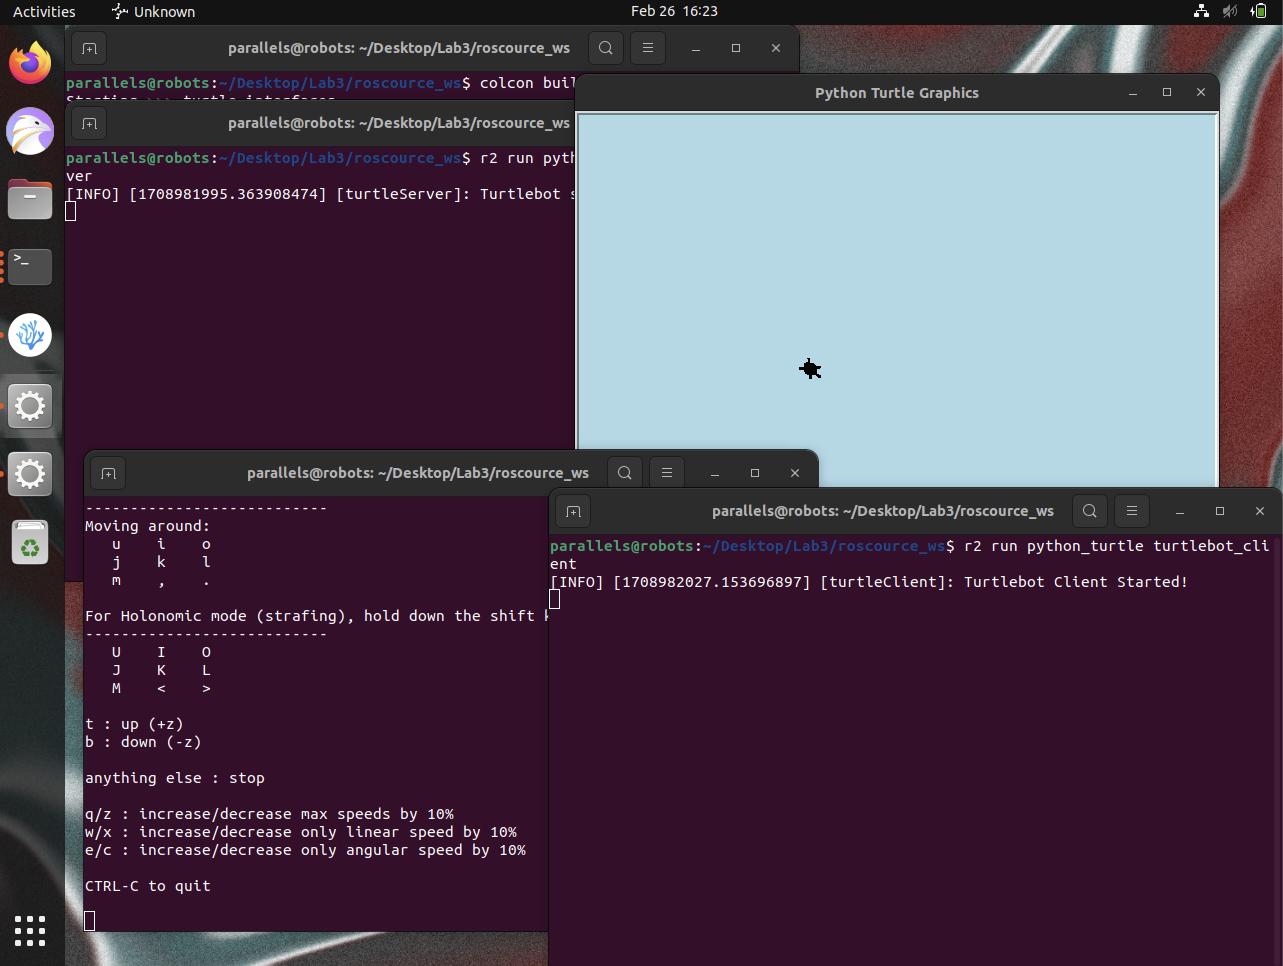 Activities Unknown Feb 26 16:23
parallels@robots: ~/Desktop/Lab3/roscource_ws
parallels@robots:~/Desktop/Lab3/roscource_ws$ colcon buil
parallels@robots: ~/Desktop/Lab3/roscource_ws
parallels@robots:~/Desktop/Lab3/roscource_ws$ r2 run pyth
ver
[INFO] [1708981995.363908474] [turtleServer]: Turtlebot s
Python Turtle Graphics
parallels@robots: ~/Desktop/Lab3/roscource_ws
---------------------------
Moving around:
u i o
j k l
m , .
For Holonomic mode (strafing), hold down the shift k
---------------------------
U I O
J K L
M < >
t : up (+z)
b : down (-z)
anything else : stop
q/z : increase/decrease max speeds by 10%
w/x : increase/decrease only linear speed by 10%
e/c : increase/decrease only angular speed by 10%
CTRL-C to quit
parallels@robots: ~/Desktop/Lab3/roscource_ws
parallels@robots:~/Desktop/Lab3/roscource_ws$ r2 run python_turtle turtlebot_cli
ent
[INFO] [1708982027.153696897] [turtleClient]: Turtlebot Client Started!